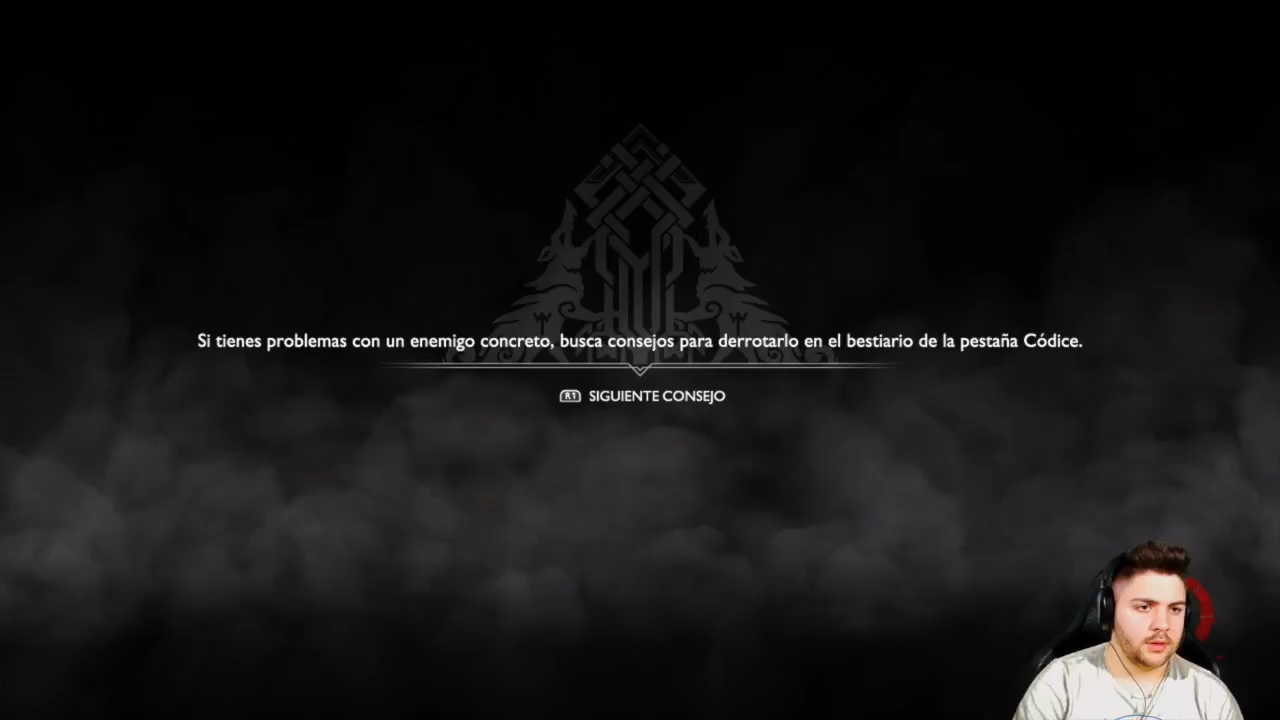 Si tienes problemas con un enemigo concreto, busca consejos para derrotarlo en el bestiario de la pestaña Códice.
R1 SIGUIENTE CONSEJO